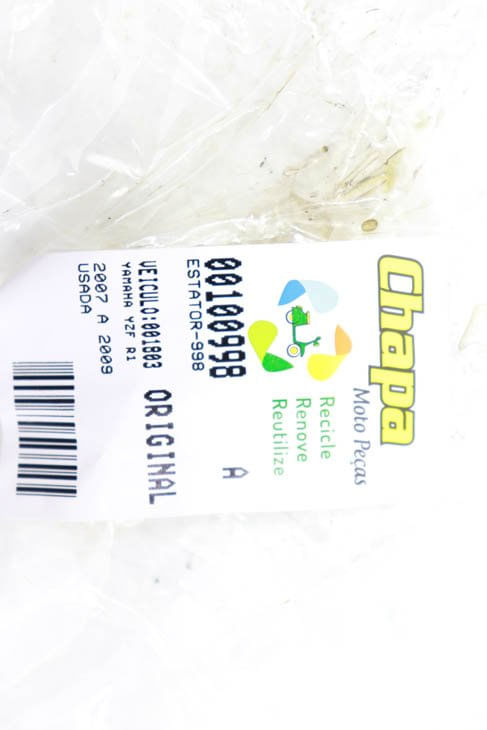 Chapa
Moto Peças
Recicle
Renove
Reutilize
00100998 A
ESTATOR-998
VEICULO:001803 ORIGINAL
YAMAHA YZF R1
2007 A 2009
USADA